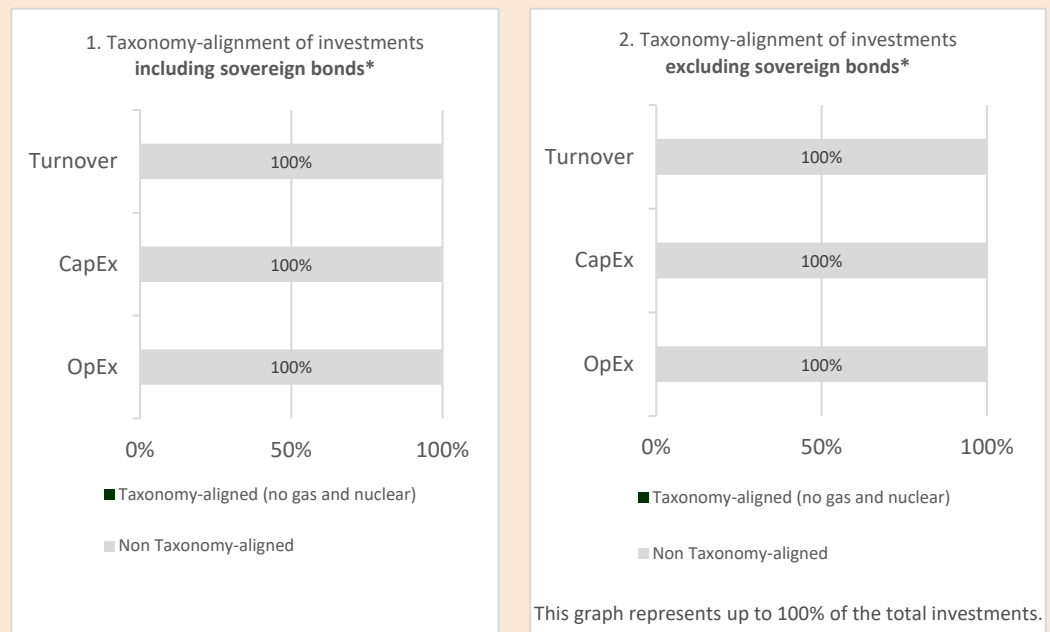 1. Taxonomy-alignment of investments
including sovereign bonds*
Turnover
100%
CapEx
100%
OpEx
100%
0% 50% 100%
Taxonomy-aligned (no gas and nuclear)
Non Taxonomy-aligned
2. Taxonomy-alignment of investments
excluding sovereign bonds*
Turnover
100%
CapEx
100%
OpEx
100%
0% 50% 100%
Taxonomy-aligned (no gas and nuclear)
Non Taxonomy-aligned
This graph represents up to 100% of the total investments.